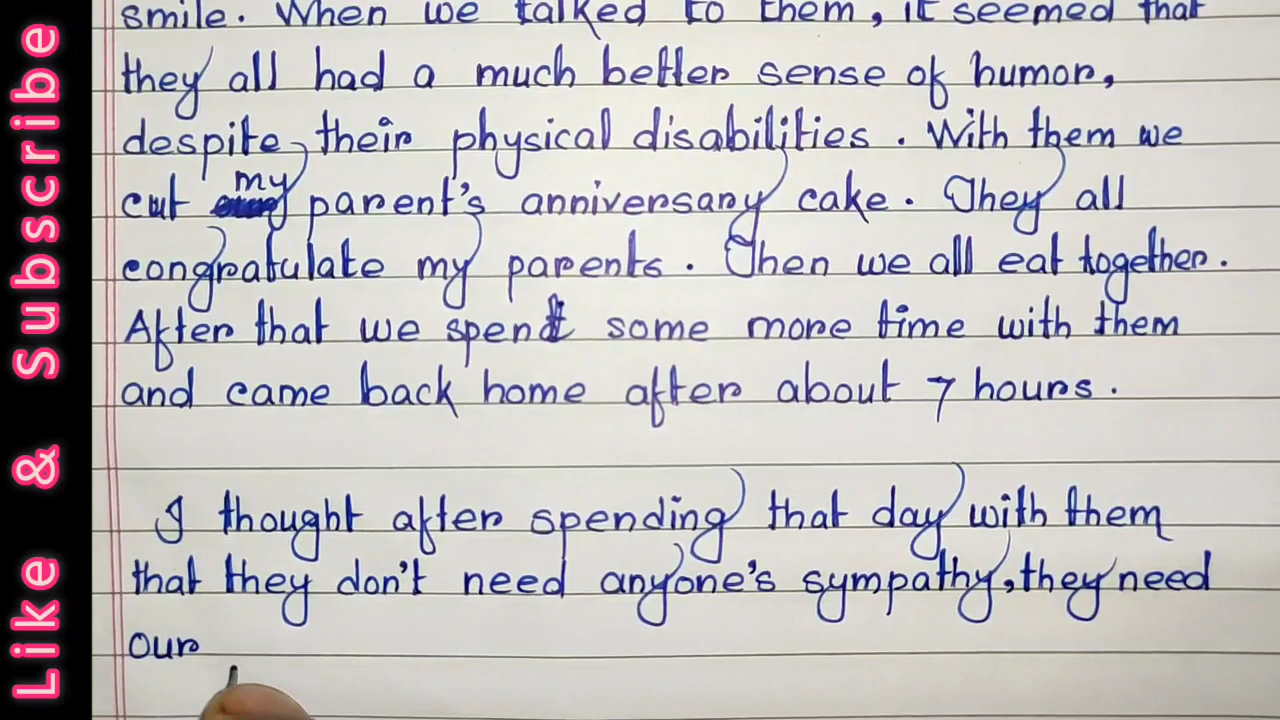 smile. When we talked to them, it seemed that
they all had a much better sense of humor,
despite their physical disabilities. With them we
cut my parent's anniversary cake. They all
congratulate my parents. Then we all eat together.
After that we spent some more time with them
and came back home after about 7 hours.
I thought after spending that day with them
that they don't need anyone's sympathy, they need
our
Like & Subscribe